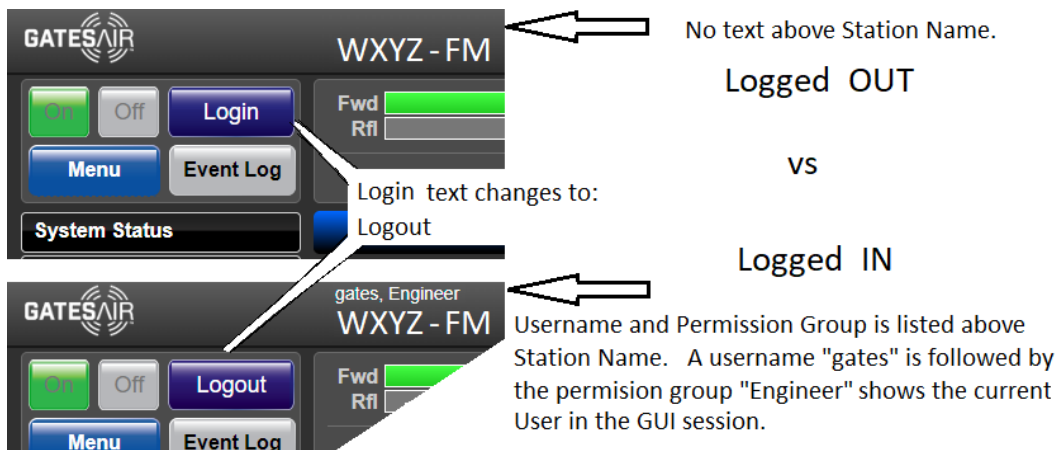 GATESAIR
WXYZ - FM
No text above Station Name.
Logged OUT
On
Off
Login
Fwd
Rfl
Menu
Event Log
vs
Login text changes to:
Logout
System Status
Logged IN
GATESAIR
gates, Engineer
WXYZ - FM
Username and Permission Group is listed above
Station Name. A username "gates" is followed by
the permision group "Engineer" shows the current
User in the GUI session.
On
Off
Logout
Fwd
Rfl
Menu
Event Log